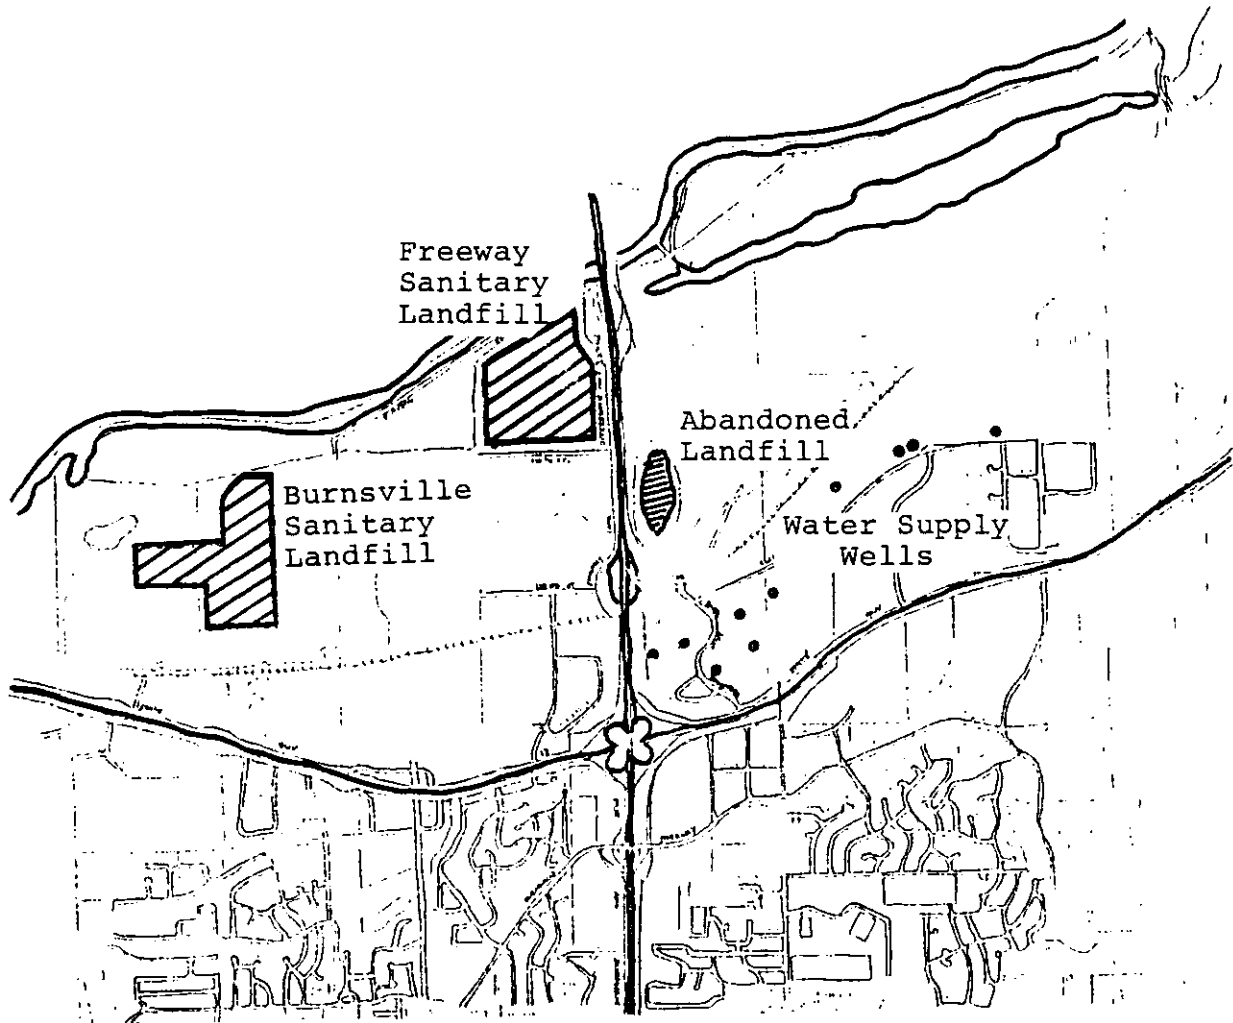 Freeway
Sanitary
Landfill
Abandoned
Landfill
Burnsville
Sanitary
Landfill
Water Supply
Wells